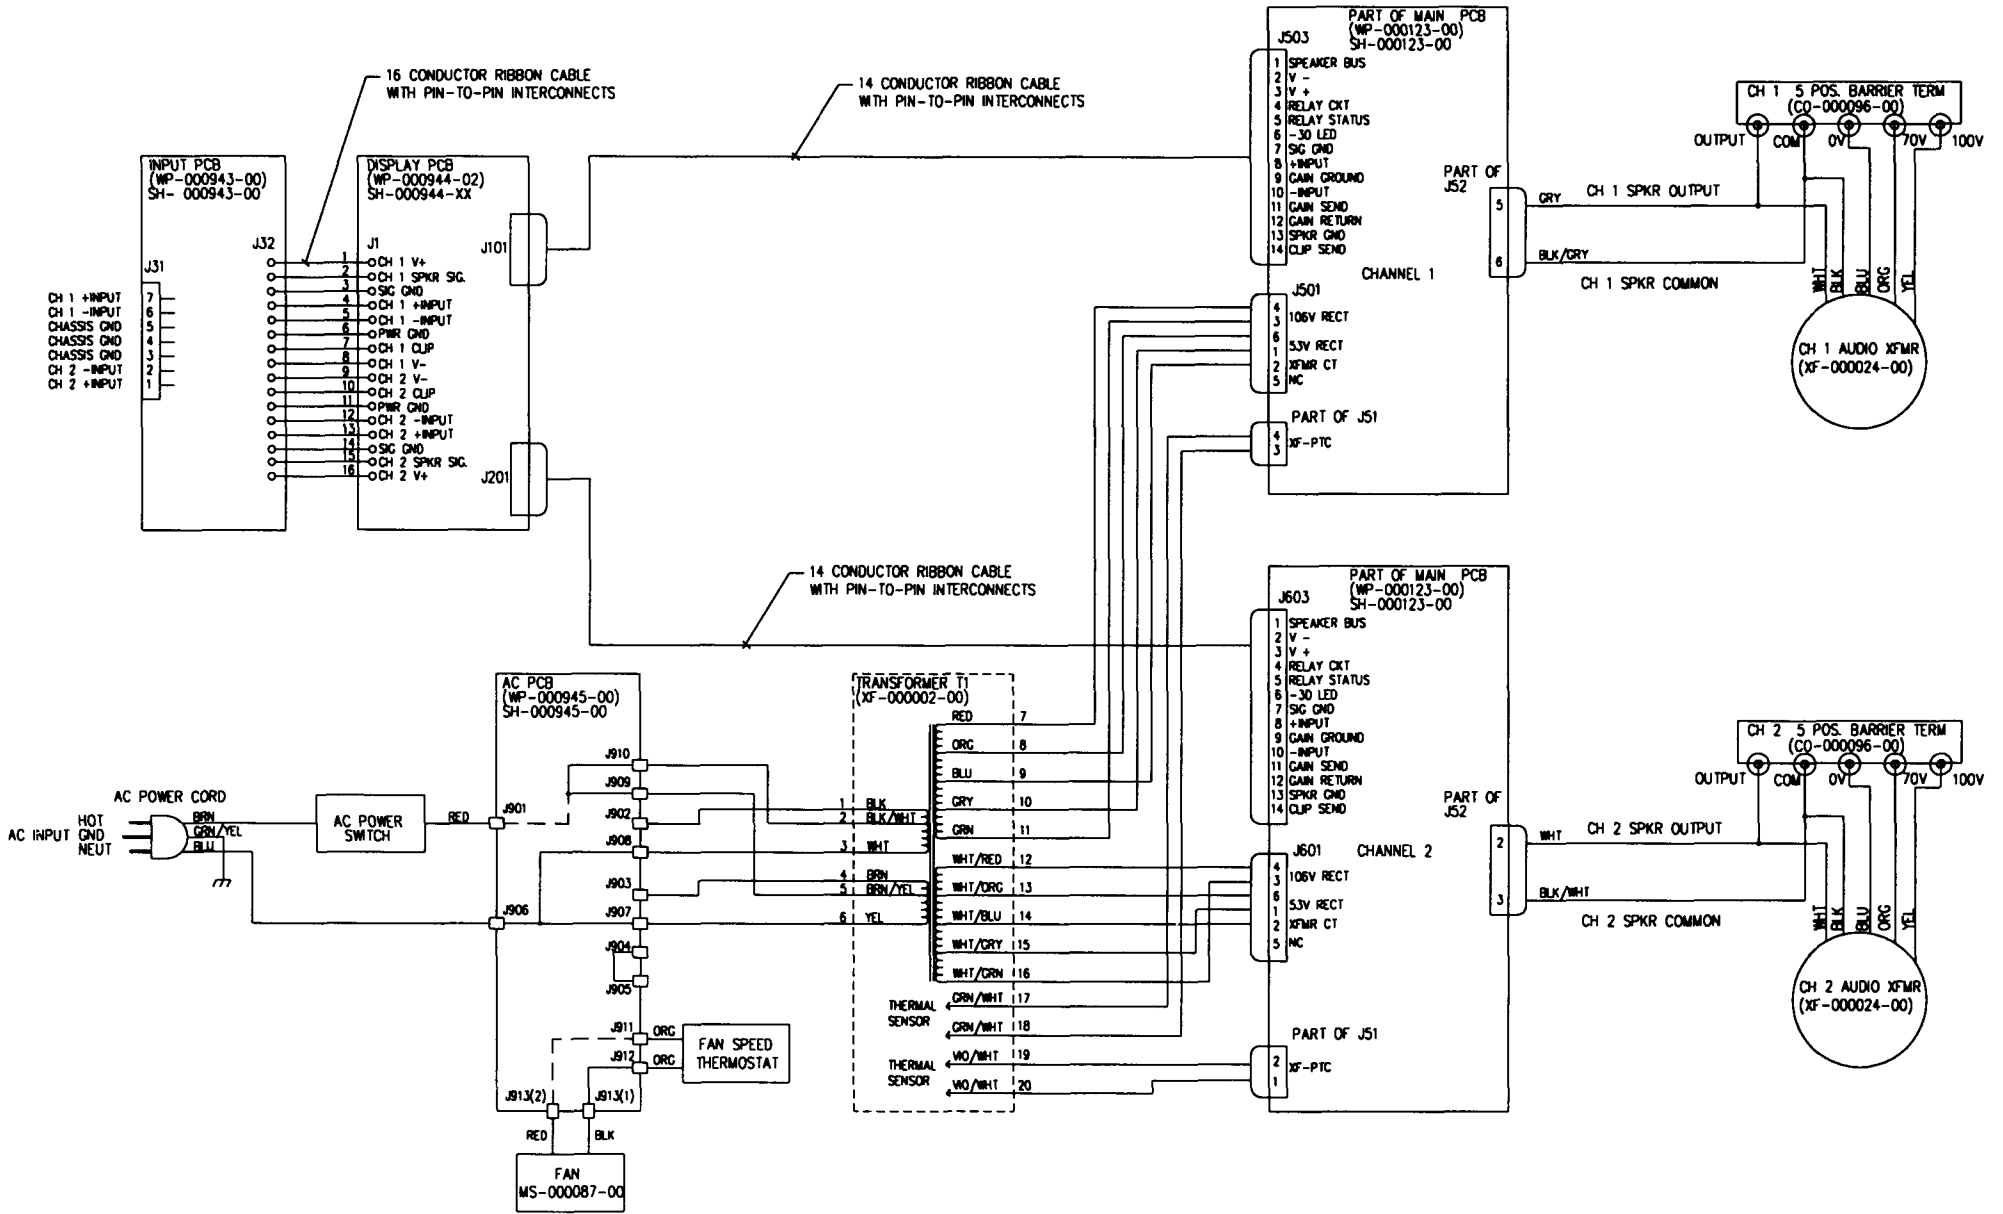 16 CONDUCTOR RIBBON CABLE
WITH PIN-TO-PIN INTERCONNECTS
14 CONDUCTOR RIBBON CABLE
WITH PIN-TO-PIN INTERCONNECTS
INPUT PCB
(WP-000943-00)
SH- 000943-00
J31
CH 1 +INPUT 7
CH 1 -INPUT 6
CHASSIS GND 5
CHASSIS GND 4
CHASSIS GND 3
CH 2 -INPUT 2
CH 2 +INPUT 1
J32
DISPLAY PCB
(WP-000944-02)
SH-000944-XX
J1
1 CH 1 V+
2 CH 1 SPKR SIG.
3 SIG GND
4 CH 1 +INPUT
5 CH 1 -INPUT
6 PWR GND
7 CH 1 CLIP
8 CH 1 V-
9 CH 2 V-
10 CH 2 CLIP
11 PWR GND
12 CH 2 -INPUT
13 CH 2 +INPUT
14 SIG GND
15 CH 2 SPKR SIG.
16 CH 2 V+
J101
J201
PART OF MAIN PCB
(WP-000123-00)
SH-000123-00
J503
1 SPEAKER BUS
2 V -
3 V +
4 RELAY CKT
5 RELAY STATUS
6 -30 LED
7 SIG GND
8 +INPUT
9 GAIN GROUND
10 -INPUT
11 GAIN SEND
12 GAIN RETURN
13 SPKR GND
14 CLIP SEND
CHANNEL 1
J501
4
3 106V RECT
6
1 53V RECT
2 XFMR CT
5 NC
PART OF J51
4 XF-PTC
3
PART OF
J52
5
6
GRY
CH 1 SPKR OUTPUT
BLK/GRY
CH 1 SPKR COMMON
CH 1 5 POS. BARRIER TERM
(CO-000096-00)
OUTPUT COM 0V 70V 100V
WHT
BLK
BLU
ORG
YEL
CH 1 AUDIO XFMR
(XF-000024-00)
14 CONDUCTOR RIBBON CABLE
WITH PIN-TO-PIN INTERCONNECTS
PART OF MAIN PCB
(WP-000123-00)
SH-000123-00
J603
1 SPEAKER BUS
2 V -
3 V +
4 RELAY CKT
5 RELAY STATUS
6 -30 LED
7 SIG GND
8 +INPUT
9 GAIN GROUND
10 -INPUT
11 GAIN SEND
12 GAIN RETURN
13 SPKR GND
14 CLIP SEND
J601
CHANNEL 2
4
3 106V RECT
6
1 53V RECT
2 XFMR CT
5 NC
PART OF J51
2 XF-PTC
1
PART OF
J52
2
3
WHT
CH 2 SPKR OUTPUT
BLK/WHT
CH 2 SPKR COMMON
CH 2 5 POS. BARRIER TERM
(CO-000096-00)
OUTPUT COM 0V 70V 100V
WHT
BLK
BLU
ORG
YEL
CH 2 AUDIO XFMR
(XF-000024-00)
AC POWER CORD
HOT
AC INPUT GND
NEUT
BRN
GRN/YEL
BLU
AC POWER
SWITCH
RED
AC PCB
(WP-000945-00)
SH-000945-00
J901
J906
J910
J909
J902
J908
J903
J907
J904
J905
J911
J912
J913(2)
J913(1)
ORG
ORG
FAN SPEED
THERMOSTAT
RED
BLK
FAN
MS-000087-00
TRANSFORMER T1
(XF-000002-00)
1 BLK
2 BLK/WHT
3 WHT
4 BRN
5 BRN/YEL
6 YEL
RED 7
ORG 8
BLU 9
GRY 10
GRN 11
WHT/RED 12
WHT/ORG 13
WHT/BLU 14
WHT/GRY 15
WHT/GRN 16
THERMAL
SENSOR
GRN/WHT 17
GRN/WHT 18
THERMAL
SENSOR
VIO/WHT 19
VIO/WHT 20